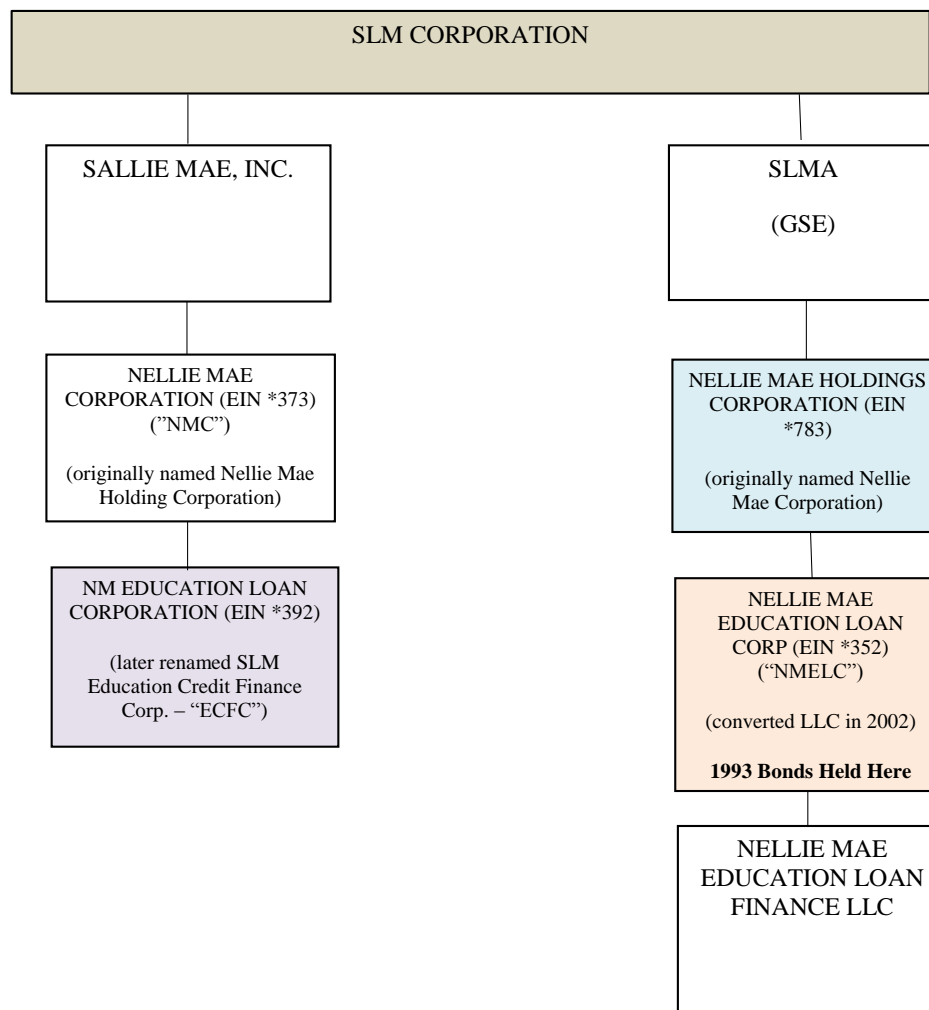 SLM CORPORATION
SALLIE MAE, INC.
SLMA
(GSE)
NELLIE MAE
CORPORATION (EIN *373)
(”NMC”)
(originally named Nellie Mae
Holding Corporation)
NELLIE MAE HOLDINGS
CORPORATION (EIN
*783)
(originally named Nellie
Mae Corporation)
NM EDUCATION LOAN
CORPORATION (EIN *392)
(later renamed SLM
Education Credit Finance
Corp. – “ECFC”)
NELLIE MAE
EDUCATION LOAN
CORP (EIN *352)
(“NMELC”)
(converted LLC in 2002)
1993 Bonds Held Here
NELLIE MAE
EDUCATION LOAN
FINANCE LLC